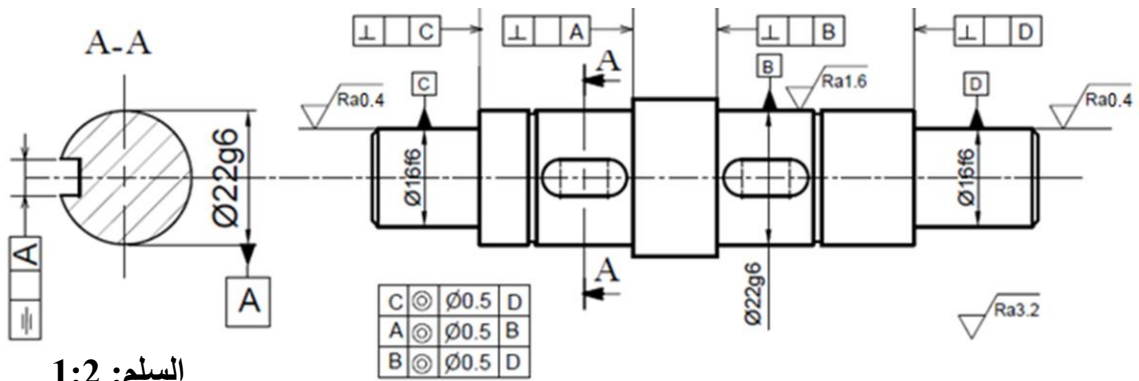 ⊥ C
⊥ A
⊥ B
⊥ D
A-A
A
B
Ra1.6
Ra0.4
C
D
Ra0.4
Ø22g6
Ø16f6
Ø16f6
A
A
A
Ø22g6
C ◎ Ø0.5 D
A ◎ Ø0.5 B
B ◎ Ø0.5 D
Ra3.2
السلم: 1:2